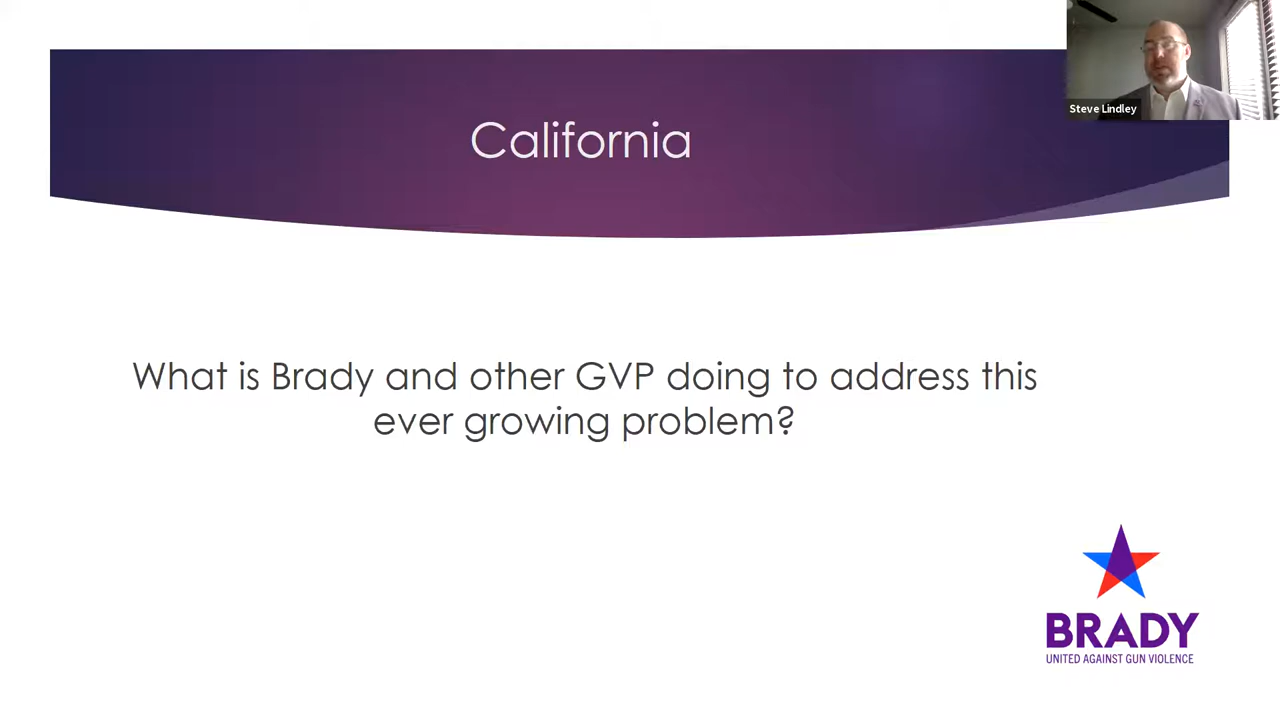 California
Steve Lindley
What is Brady and other GVP doing to address this
ever growing problem?
BRADY
UNITED AGAINST GUN VIOLENCE